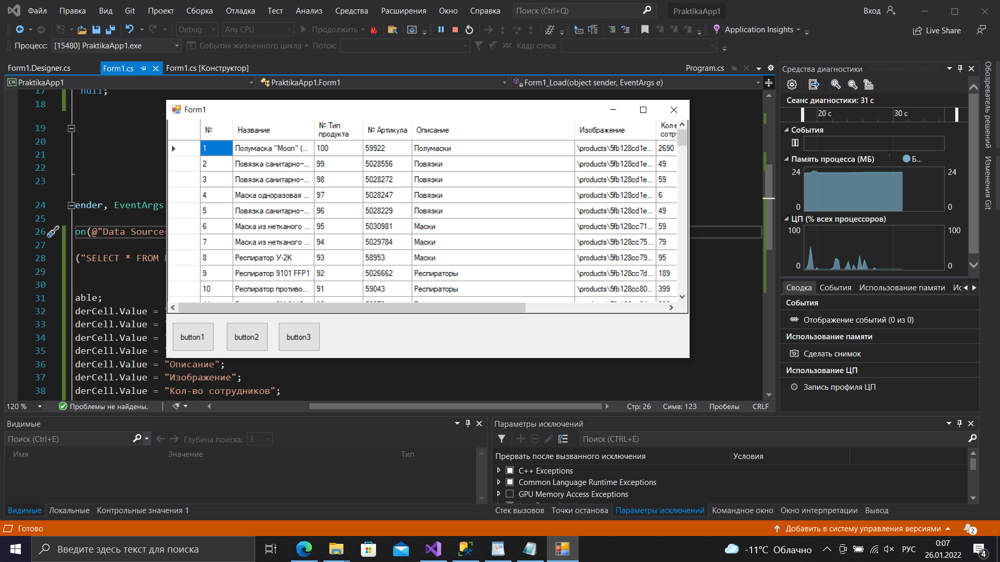 Файл Правка Вид Git Проект Сборка Отладка Тест Анализ Средства Расширения Окно Справка Поиск (Ctrl+Q) PraktikaApp1 Вход
Debug Any CPU Продолжить Application Insights Live Share
Процесс: [15480] PraktikaApp1.exe События жизненного цикла Поток: Кадр стека:
Form1.Designer.cs Form1.cs Form1.cs [Конструктор] Program.cs
PraktikaApp1 PraktikaApp1.Form1 Form1_Load(object sender, EventArgs e)
17 null;
18
19
20
21
22
23
24 ender, EventArgs
25
26 on(@"Data Source=
27
28 ("SELECT * FROM
29
30
31 able;
32 derCell.Value = "
33 derCell.Value = "
34 derCell.Value = "
35 derCell.Value = "
36 derCell.Value = "Описание";
37 derCell.Value = "Изображение";
38 derCell.Value = "Кол-во сотрудников";
Form1
№ Название № Тип продукта № Артикула Описание Изображение
1 Полумаска "Moon" (... 100 59922 Полумаски \products\5fb128cd1e... 2690
2 Повязка санитарно-... 99 5028556 Повязки \products\5fb128cd1e... 49
3 Повязка санитарно-... 98 5028272 Повязки \products\5fb128cd1e... 59
4 Маска одноразовая ... 97 5028247 Повязки \products\5fb128cd1e... 6
5 Повязка санитарно-... 96 5028229 Повязки \products\5fb128cd1e... 49
6 Маска из нетканого ... 95 5030981 Маски \products\5fb128cc71... 59
7 Маска из нетканого ... 94 5029784 Маски \products\5fb128cc75... 79
8 Респиратор У-2К 93 58953 Маски \products\5fb128cc79... 95
9 Респиратор 9101 FFP1 92 5026662 Респираторы \products\5fb128cc7d... 189
10 Респиратор противо... 91 59043 Респираторы \products\5fb128cc80... 399
button1 button2 button3
120 % Проблемы не найдены. Стр: 26 Симв: 123 Пробелы CRLF
Средства диагностики
Сеанс диагностики: 31 с
20 с 30 с
События
Память процесса (МБ) Б...
24 24
0 0
ЦП (% всех процессоров)
100 100
0 0
Сводка События Использование памяти Ис
События
Отображение событий (0 из 0)
Использование памяти
Сделать снимок
Использование ЦП
Запись профиля ЦП
Обозреватель решений
Изменения Git
Видимые
Поиск (Ctrl+E) Глубина поиска: 3
Имя Значение Тип
Видимые Локальные Контрольные значения 1
Параметры исключений
Поиск (CTRL+E)
Прервать после вызванного исключения Условия
C++ Exceptions
Common Language Runtime Exceptions
GPU Memory Access Exceptions
Стек вызовов Точки останова Параметры исключений Командное окно Окно интерпретации Вывод
Готово Добавить в систему управления версиями 2
Введите здесь текст для поиска -11°C Облачно РУС 0:07
26.01.2022 4